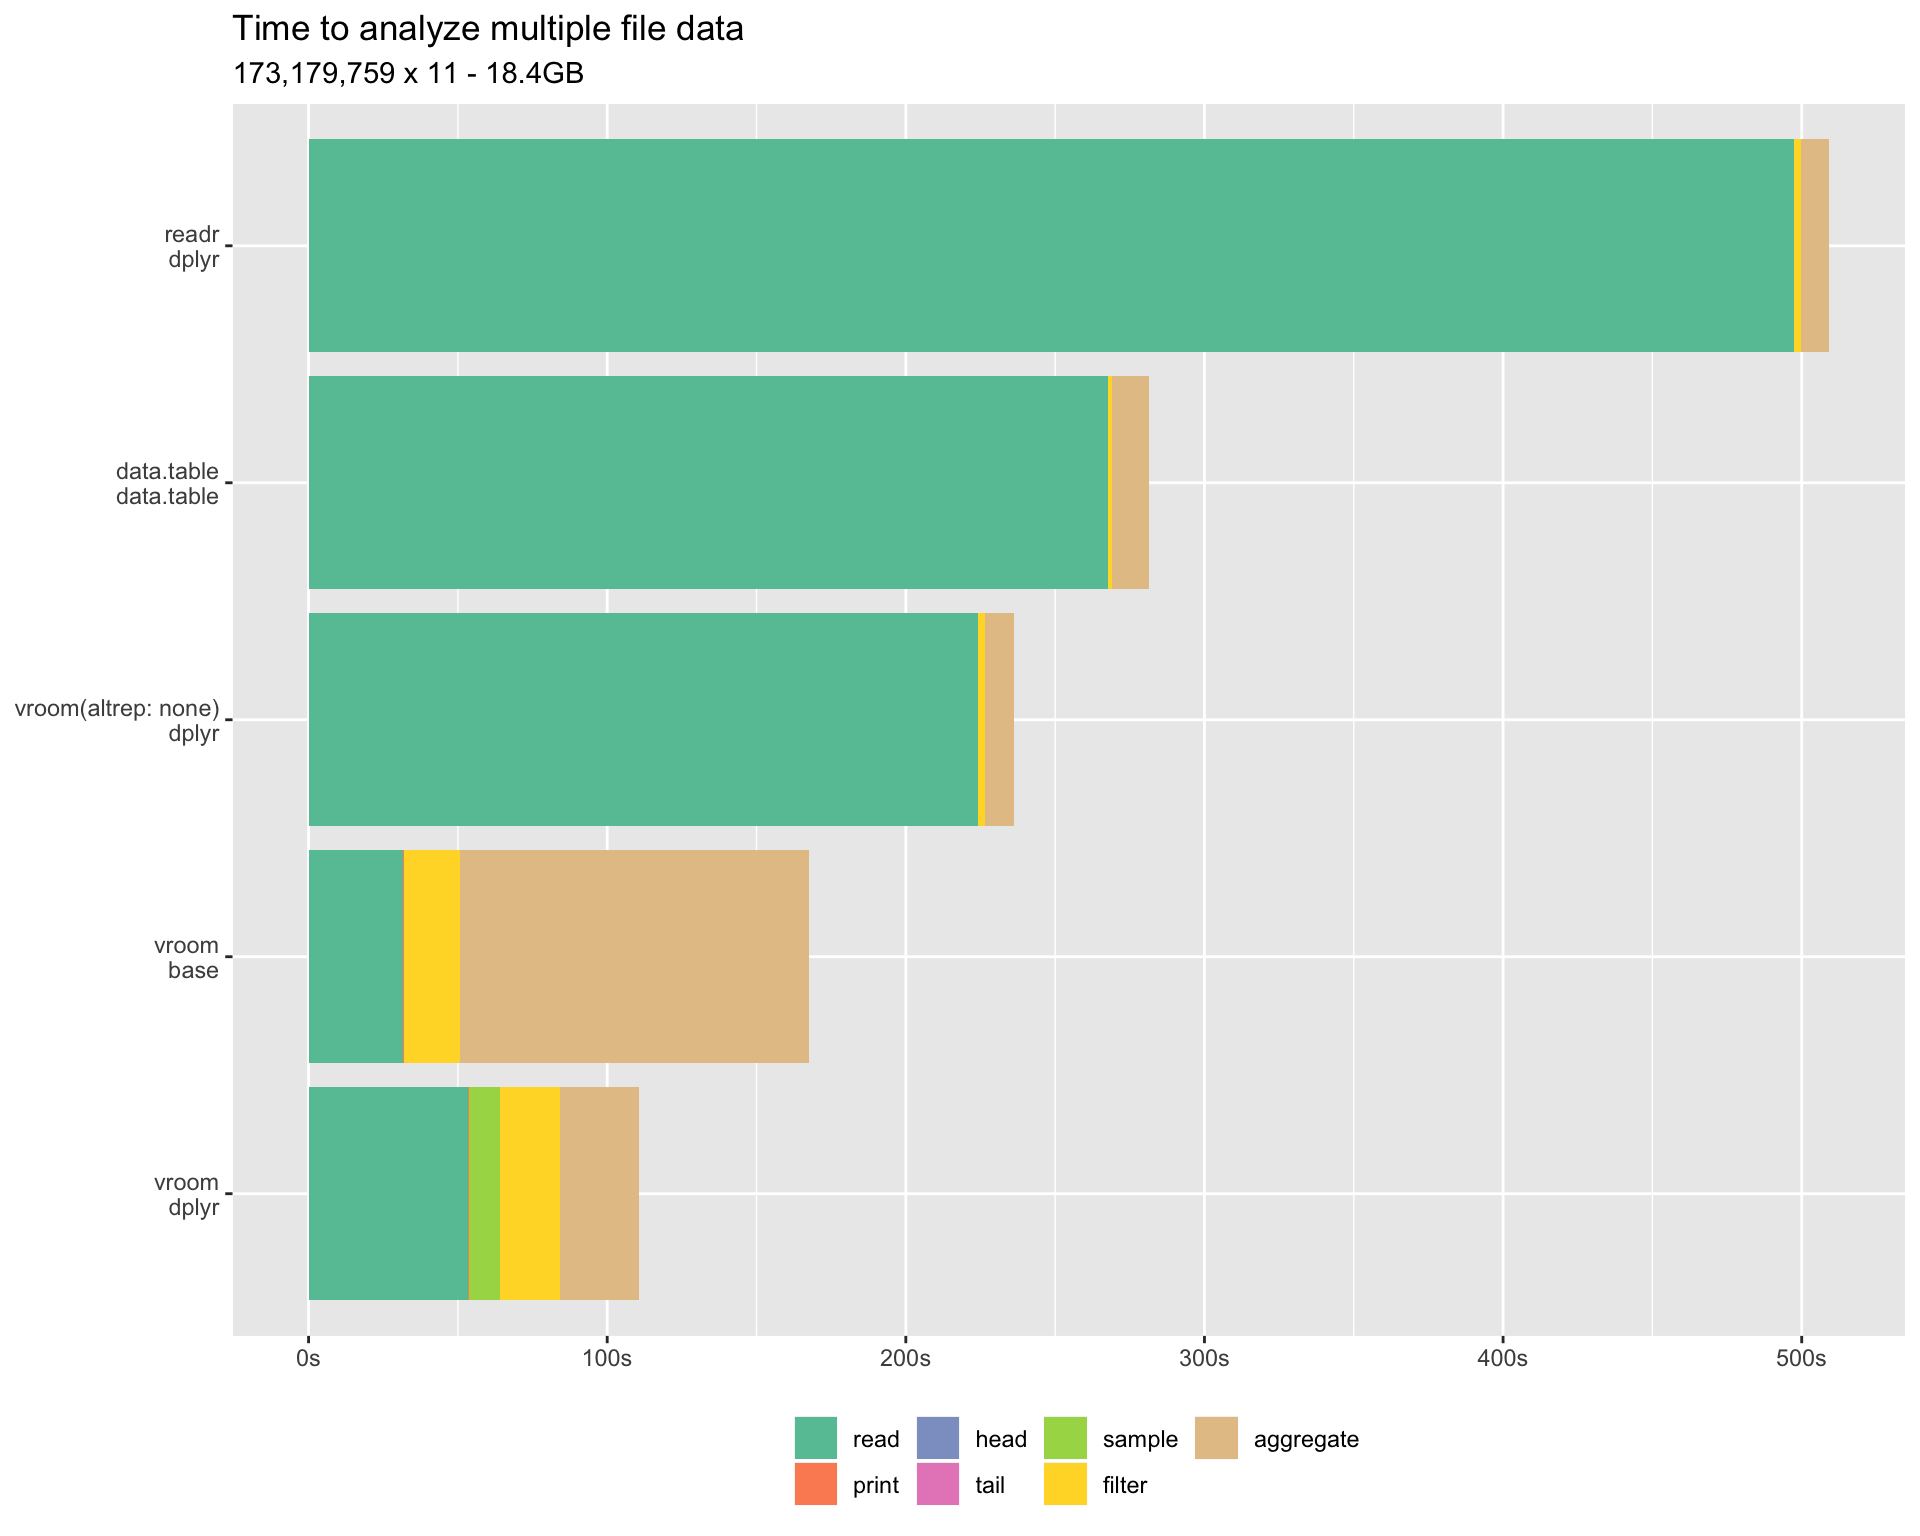 Time to analyze multiple file data
173,179,759 x 11 - 18.4GB
readr
dplyr
data.table
data.table
vroom(altrep: none)
dplyr
vroom
base
vroom
dplyr
0s 100s 200s 300s 400s 500s
read head sample aggregate
print tail filter